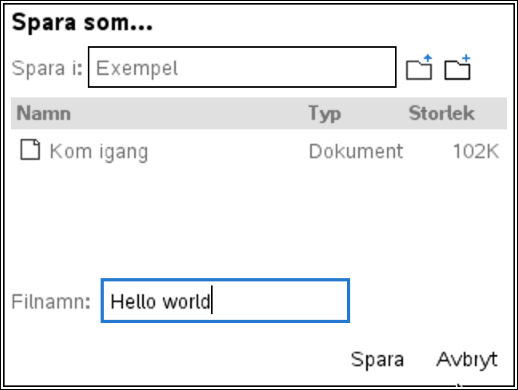 Spara som...
Spara i: Exempel
Namn Typ Storlek
Kom igang Dokument 102K
Filnamn: Hello world
Spara Avbryt